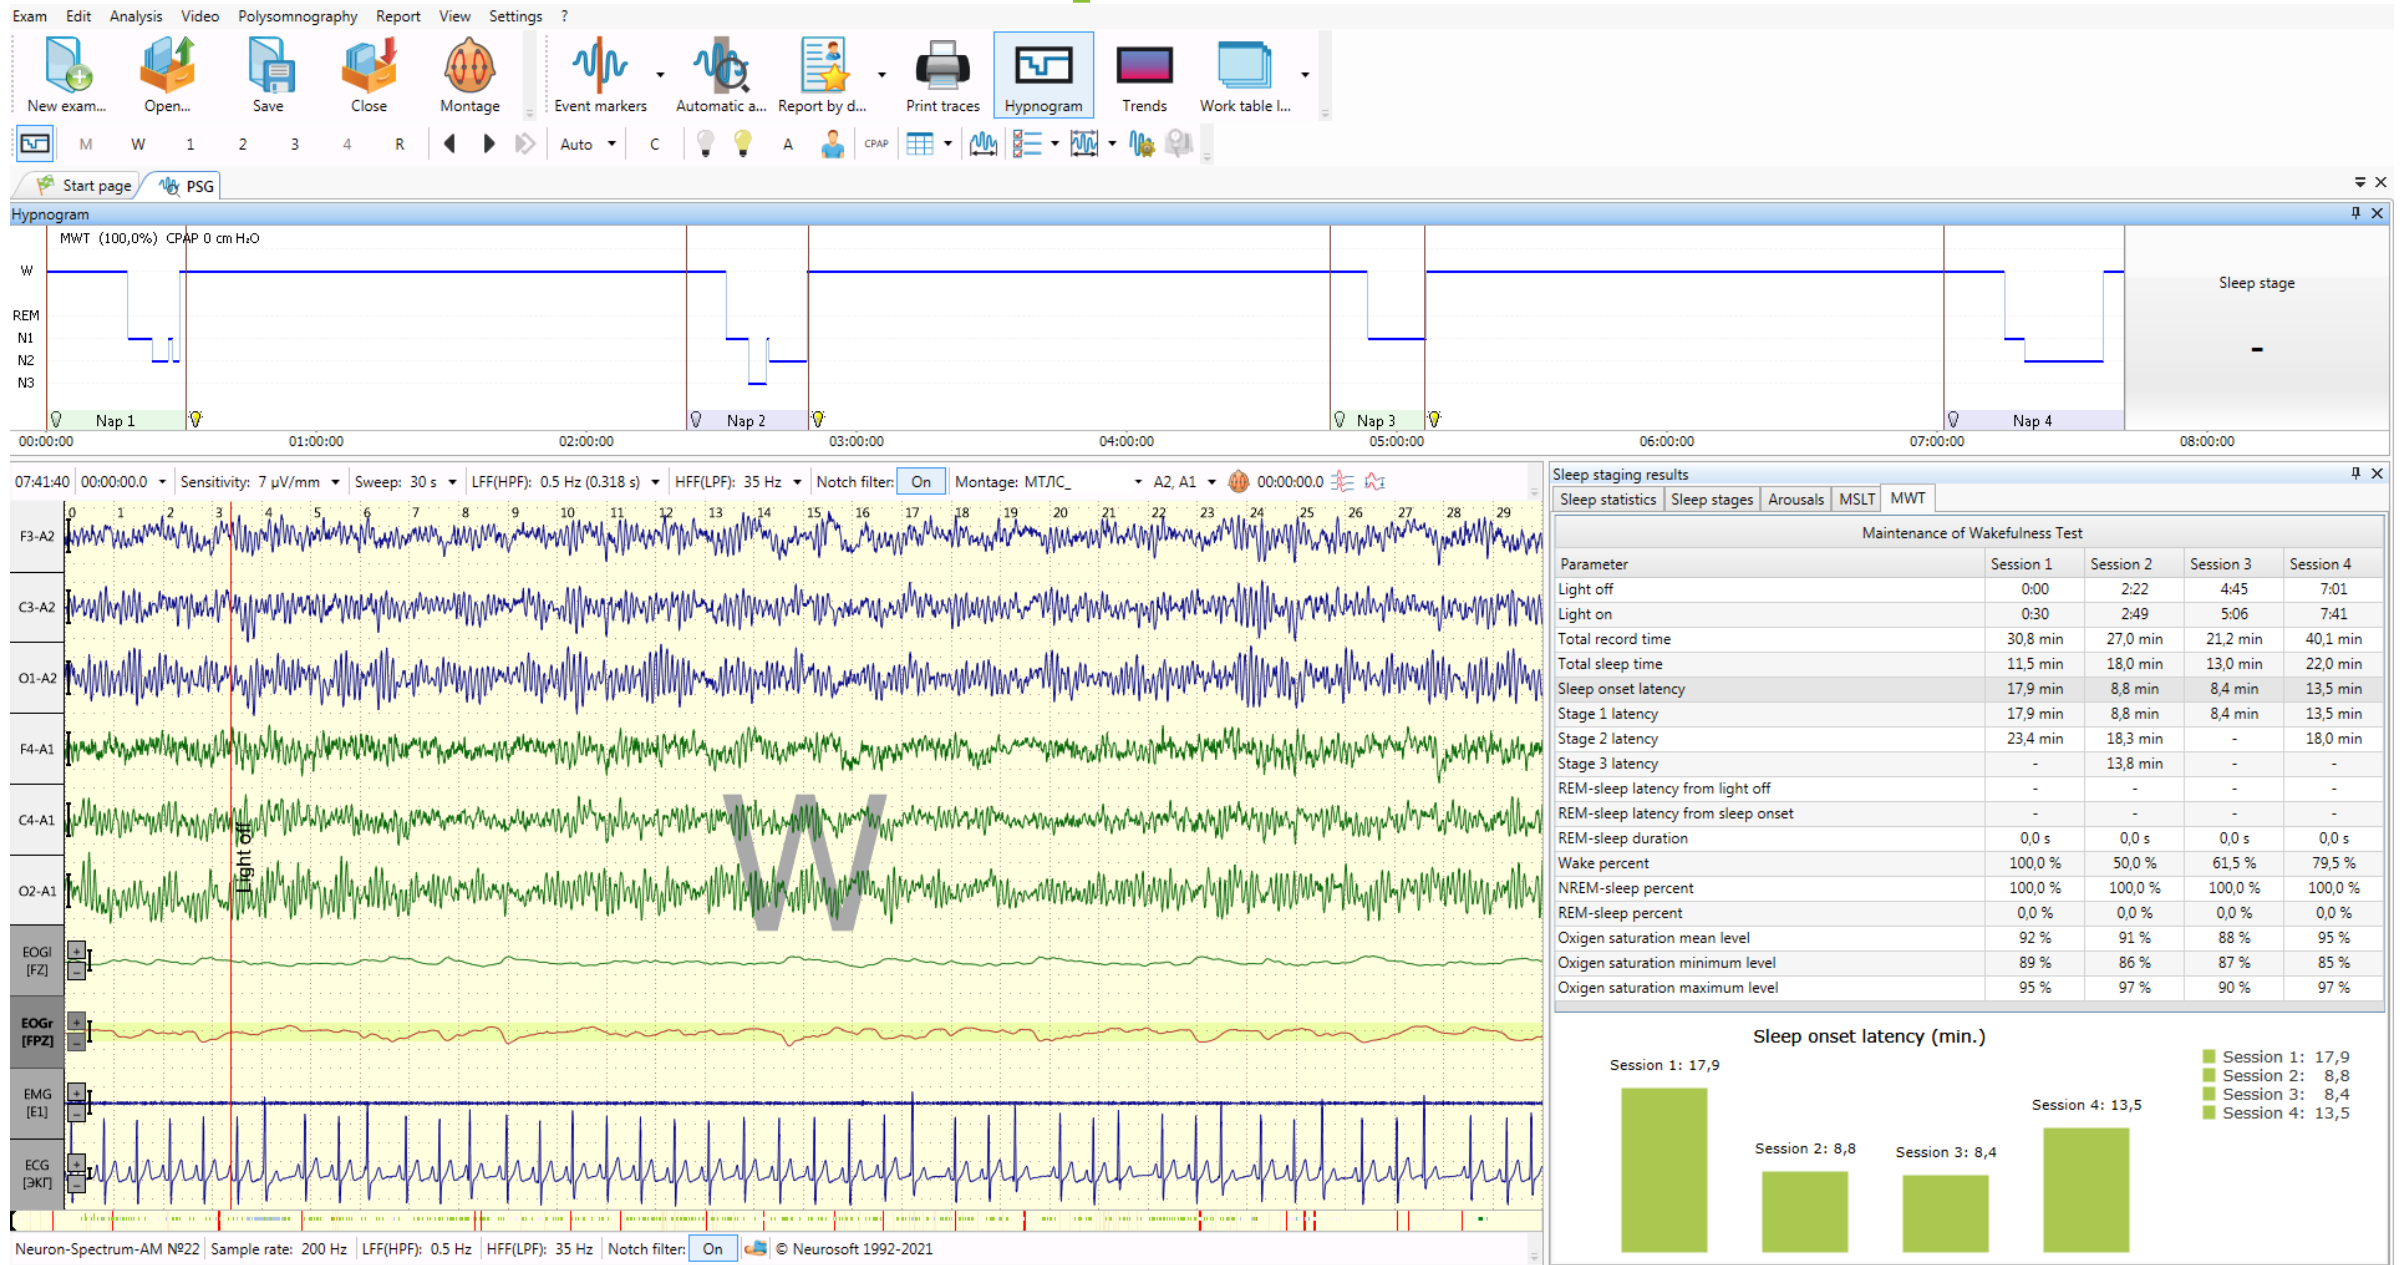 Exam Edit Analysis Video Polysomnography Report View Settings ?
New exam... Open... Save Close Montage Event markers Automatic a... Report by d... Print traces Hypnogram Trends Work table l...
M W 1 2 3 4 R Auto C A CPAP
Start page PSG
Hypnogram
MWT (100,0%) CPAP 0 cm H₂O
W
REM
N1
N2
N3
Sleep stage
-
Nap 1 Nap 2 Nap 3 Nap 4
00:00:00 01:00:00 02:00:00 03:00:00 04:00:00 05:00:00 06:00:00 07:00:00 08:00:00
07:41:40 00:00:00.0 Sensitivity: 7 µV/mm Sweep: 30 s LFF(HPF): 0.5 Hz (0.318 s) HFF(LPF): 35 Hz Notch filter: On Montage: МТЛС_ A2, A1 00:00:00.0
0 1 2 3 4 5 6 7 8 9 10 11 12 13 14 15 16 17 18 19 20 21 22 23 24 25 26 27 28 29
F3-A2
C3-A2
O1-A2
F4-A1
C4-A1
O2-A1
Light off
W
EOGl
[FZ]
EOGr
[FPZ]
EMG
[E1]
ECG
[ЭКГ]
Neuron-Spectrum-AM №22 Sample rate: 200 Hz LFF(HPF): 0.5 Hz HFF(LPF): 35 Hz Notch filter: On © Neurosoft 1992-2021
Sleep staging results
Sleep statistics Sleep stages Arousals MSLT MWT
Maintenance of Wakefulness Test
Parameter Session 1 Session 2 Session 3 Session 4
Light off 0:00 2:22 4:45 7:01
Light on 0:30 2:49 5:06 7:41
Total record time 30,8 min 27,0 min 21,2 min 40,1 min
Total sleep time 11,5 min 18,0 min 13,0 min 22,0 min
Sleep onset latency 17,9 min 8,8 min 8,4 min 13,5 min
Stage 1 latency 17,9 min 8,8 min 8,4 min 13,5 min
Stage 2 latency 23,4 min 18,3 min - 18,0 min
Stage 3 latency - 13,8 min - -
REM-sleep latency from light off - - - -
REM-sleep latency from sleep onset - - - -
REM-sleep duration 0,0 s 0,0 s 0,0 s 0,0 s
Wake percent 100,0 % 50,0 % 61,5 % 79,5 %
NREM-sleep percent 100,0 % 100,0 % 100,0 % 100,0 %
REM-sleep percent 0,0 % 0,0 % 0,0 % 0,0 %
Oxigen saturation mean level 92 % 91 % 88 % 95 %
Oxigen saturation minimum level 89 % 86 % 87 % 85 %
Oxigen saturation maximum level 95 % 97 % 90 % 97 %
Sleep onset latency (min.)
Session 1: 17,9
Session 2: 8,8
Session 3: 8,4
Session 4: 13,5
Session 1: 17,9
Session 2: 8,8
Session 3: 8,4
Session 4: 13,5